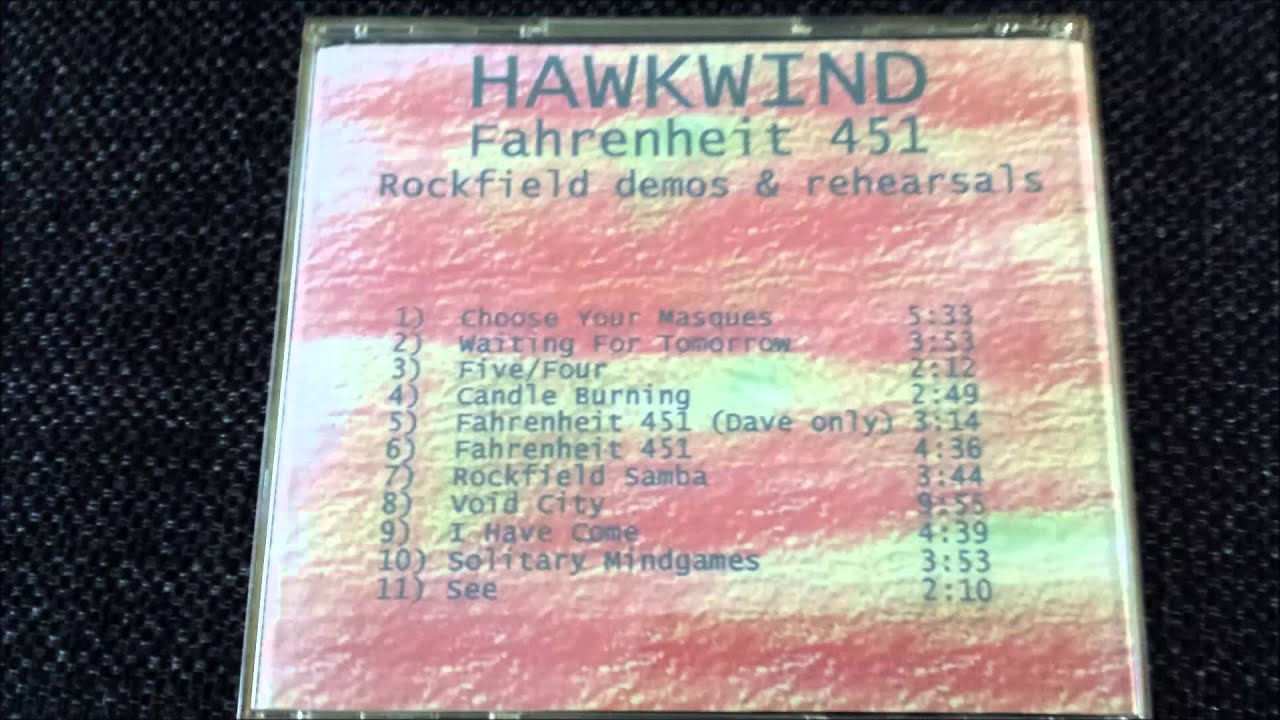 HAWKWIND
Fahrenheit 451
Rockfield demos & rehearsals
1) Choose Your Masques 5:33
2) Waiting For Tomorrow 3:53
3) Five/Four 2:12
4) Candle Burning 2:49
5) Fahrenheit 451 (Dave only) 3:14
6) Fahrenheit 451 4:36
7) Rockfield Samba 3:44
8) Void City 9:55
9) I Have Come 4:39
10) Solitary Mindgames 3:53
11) See 2:10